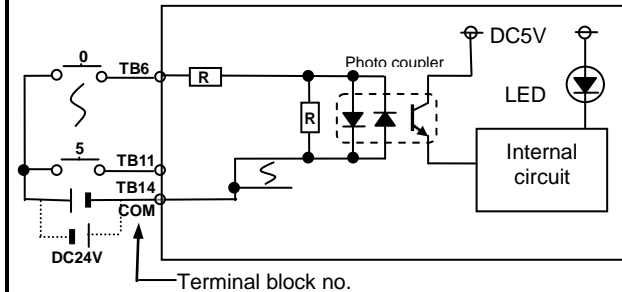 0
TB6
R
Photo coupler
DC5V
LED
R
5
TB11
TB14
COM
DC24V
Internal
circuit
Terminal block no.